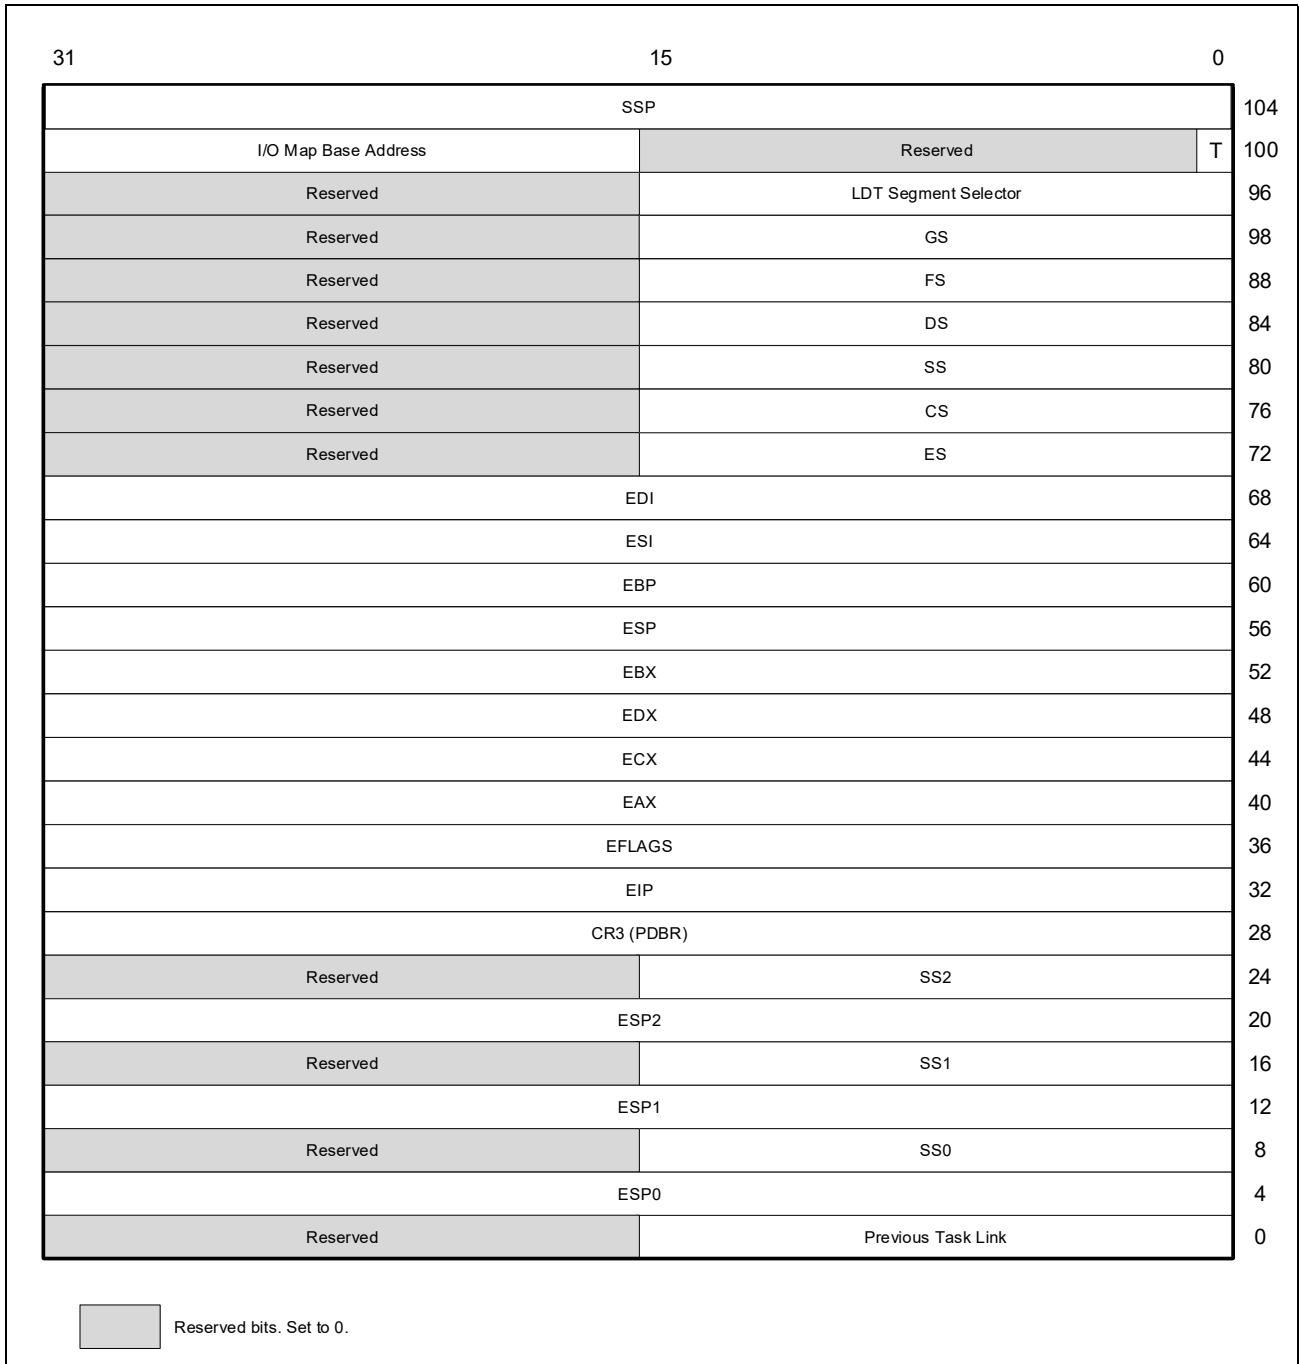 31 15 0
SSP 104
I/O Map Base Address Reserved T 100
Reserved LDT Segment Selector 96
Reserved GS 98
Reserved FS 88
Reserved DS 84
Reserved SS 80
Reserved CS 76
Reserved ES 72
EDI 68
ESI 64
EBP 60
ESP 56
EBX 52
EDX 48
ECX 44
EAX 40
EFLAGS 36
EIP 32
CR3 (PDBR) 28
Reserved SS2 24
ESP2 20
Reserved SS1 16
ESP1 12
Reserved SS0 8
ESP0 4
Reserved Previous Task Link 0
Reserved bits. Set to 0.